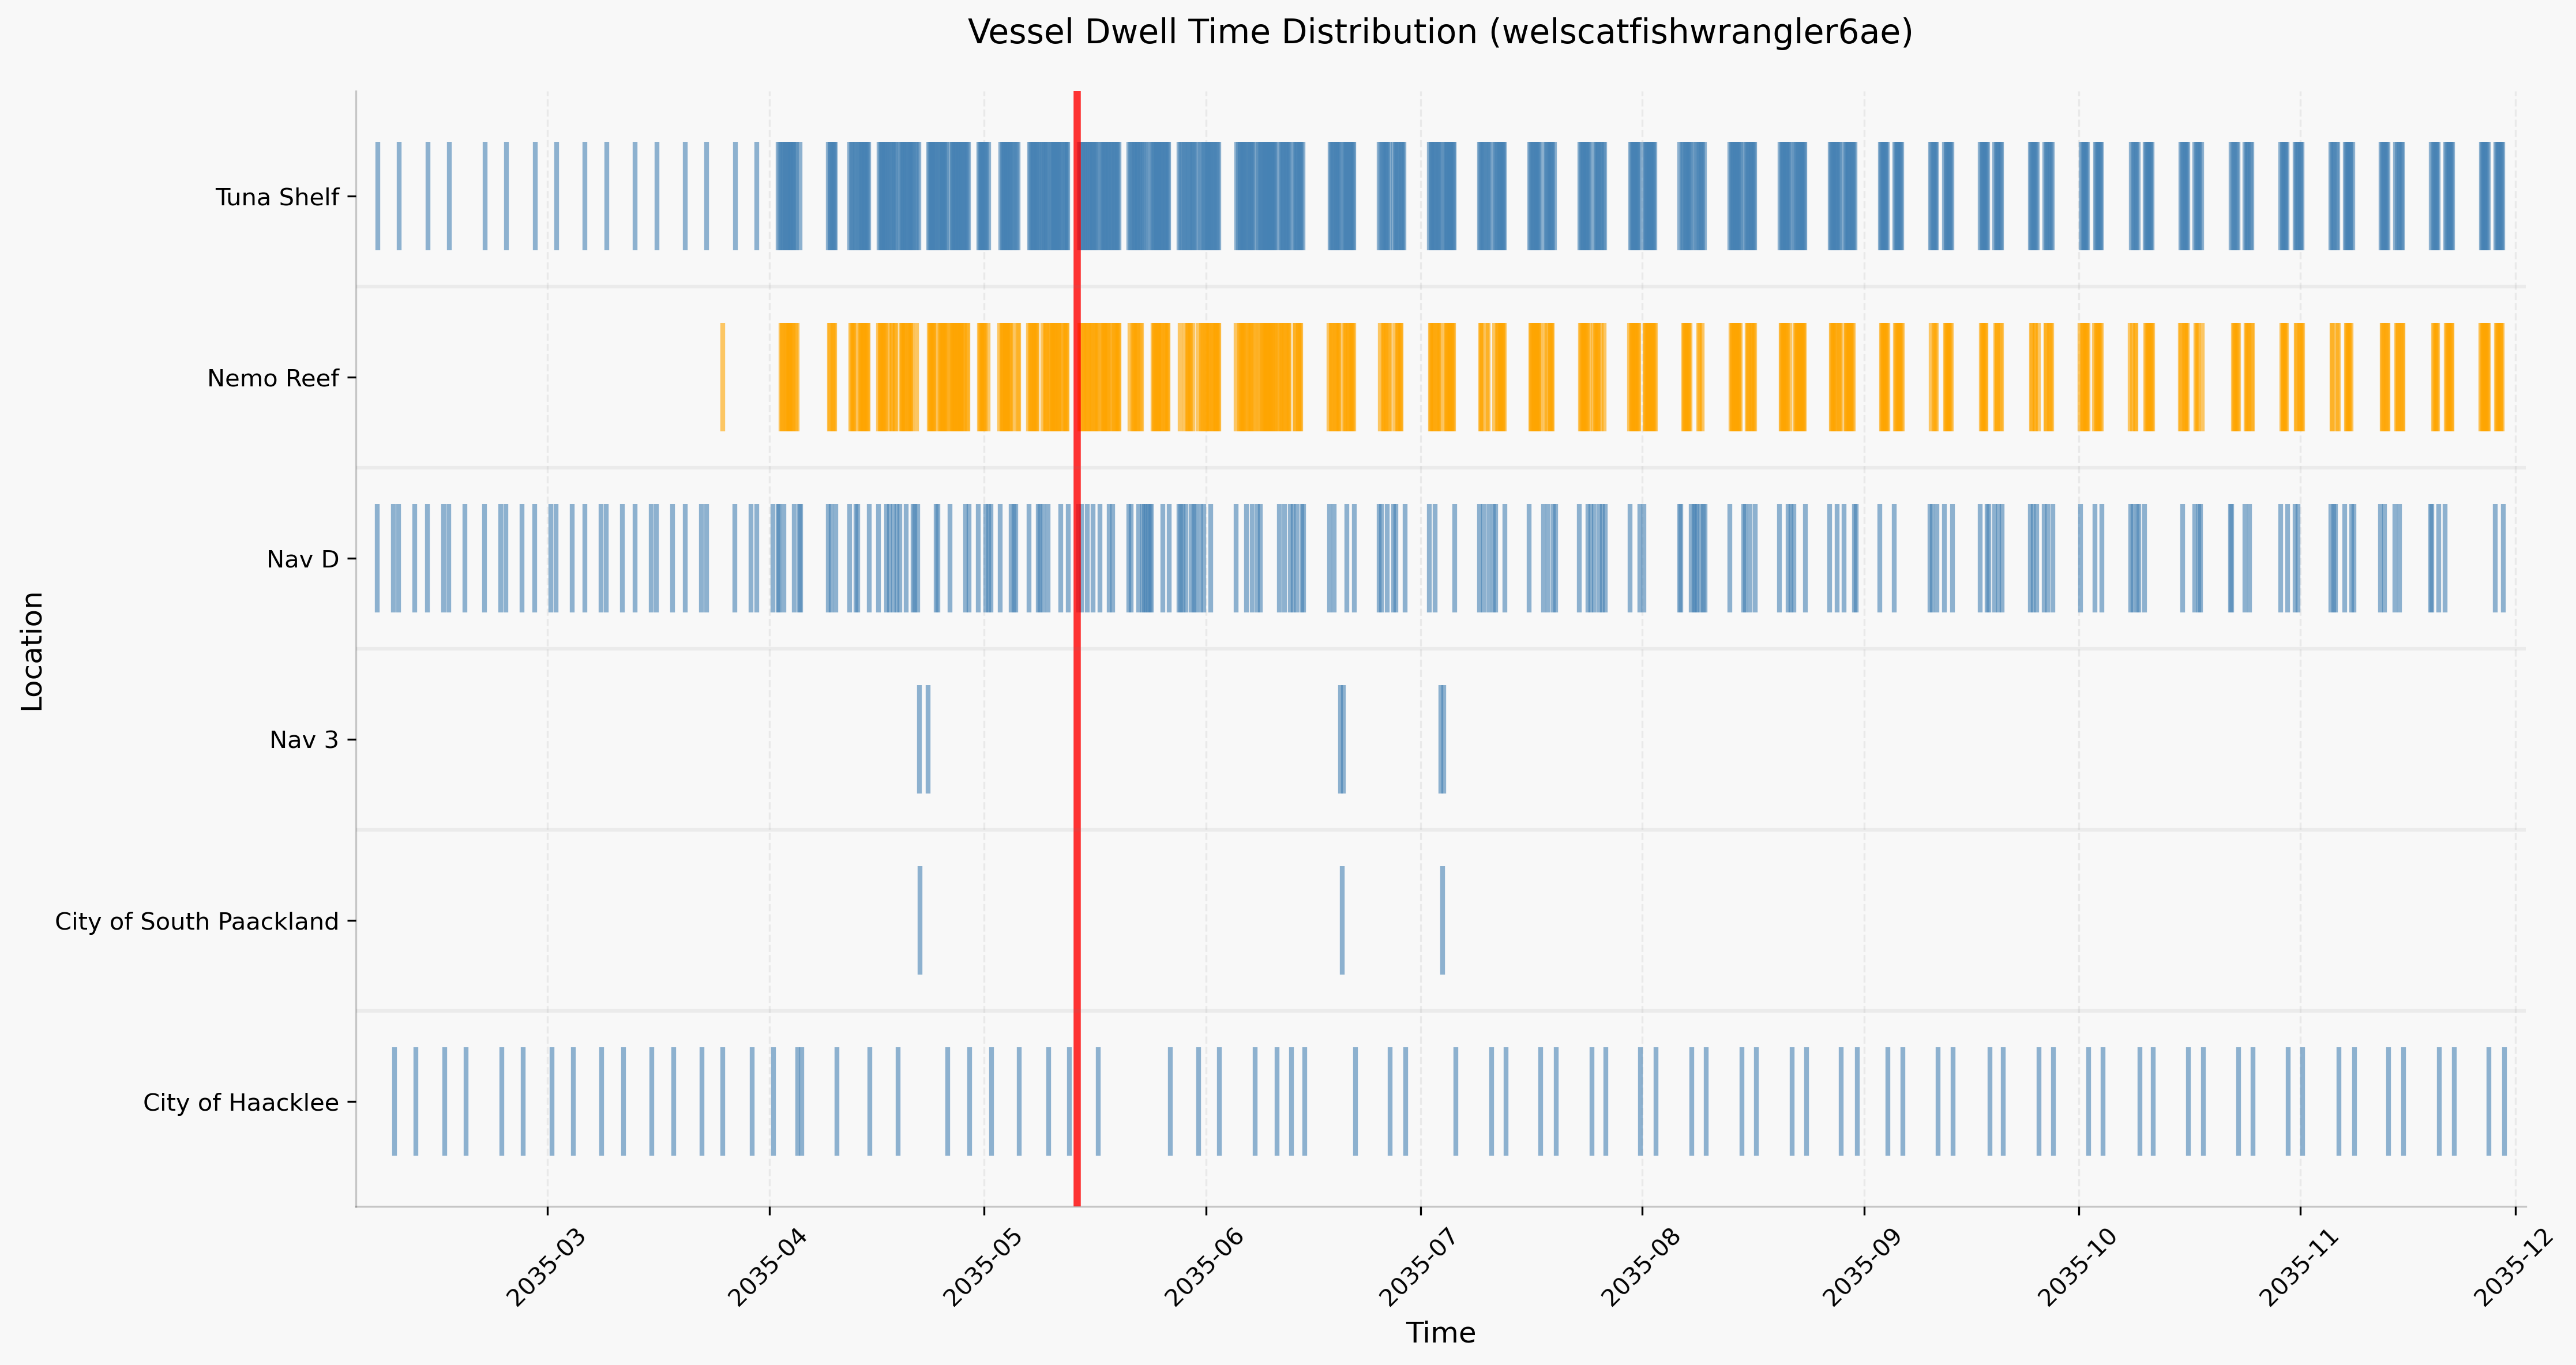 Vessel Dwell Time Distribution (welscatfishwrangler6ae)
Location
Tuna Shelf
Nemo Reef
Nav D
Nav 3
City of South Paackland
City of Haacklee
2035-03
2035-04
2035-05
2035-06
2035-07
2035-08
2035-09
2035-10
2035-11
2035-12
Time